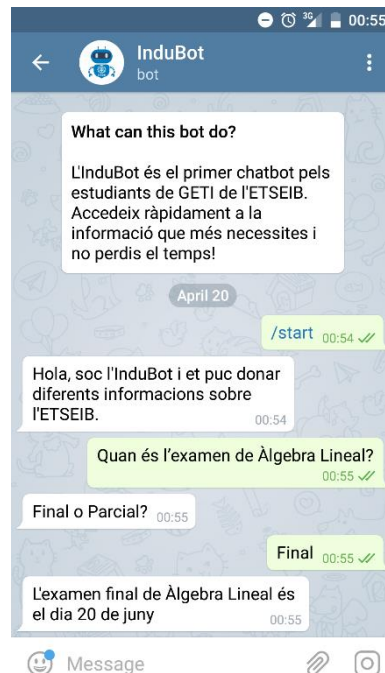 3G 00:55
InduBot
bot
What can this bot do?
L'InduBot és el primer chatbot pels
estudiants de GETI de l'ETSEIB.
Accedeix ràpidament a la
informació que més necessites i
no perdis el temps!
April 20
/start 00:54
Hola, soc l'InduBot i et puc donar
diferents informacions sobre
l'ETSEIB. 00:54
Quan és l'examen de Àlgebra Lineal?
00:55
Final o Parcial? 00:55
Final 00:55
L'examen final de Àlgebra Lineal és
el dia 20 de juny 00:55
Message